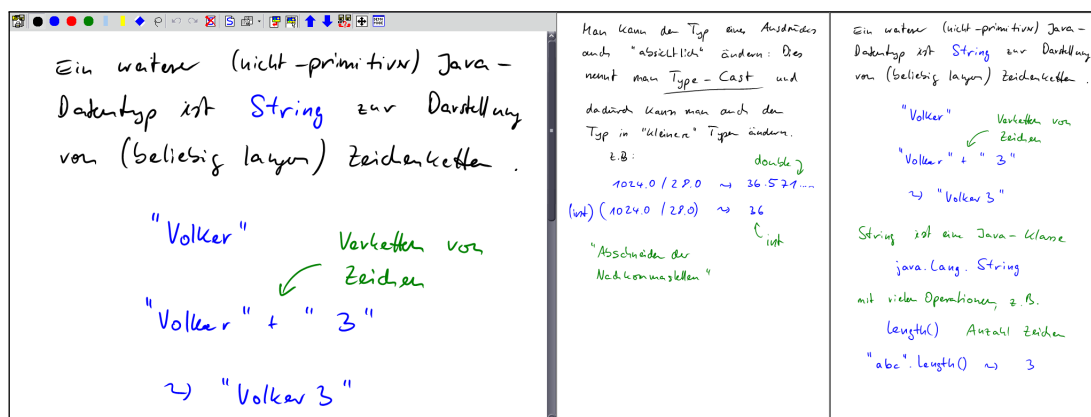 Ein weiterer (nicht-primitiver) Java-
Datentyp ist String zur Darstellung
von (beliebig langen) Zeichenketten.
"Volker"
Verketten von
Zeichen
"Volker" + " 3"
↝ "Volker 3"
Man kann den Typ eines Ausdruckes
auch "absichtlich" ändern: Dies
nennt man Type-Cast und
dadurch kann man auch den
Typ in "kleinere" Typen ändern.
z.B:
double
1024.0 / 28.0 ↝ 36.571....
(int) (1024.0 / 28.0) ↝ 36
int
"Abschneiden der
Nachkommastellen"
Ein weiterer (nicht-primitiver) Java-
Datentyp ist String zur Darstellung
von (beliebig langen) Zeichenketten.
"Volker"
Verketten von
Zeichen
"Volker" + " 3"
↝ "Volker 3"
String ist eine Java-Klasse
java.lang.String
mit vielen Operationen, z.B.
length() Anzahl Zeichen
"abc".length() ↝ 3